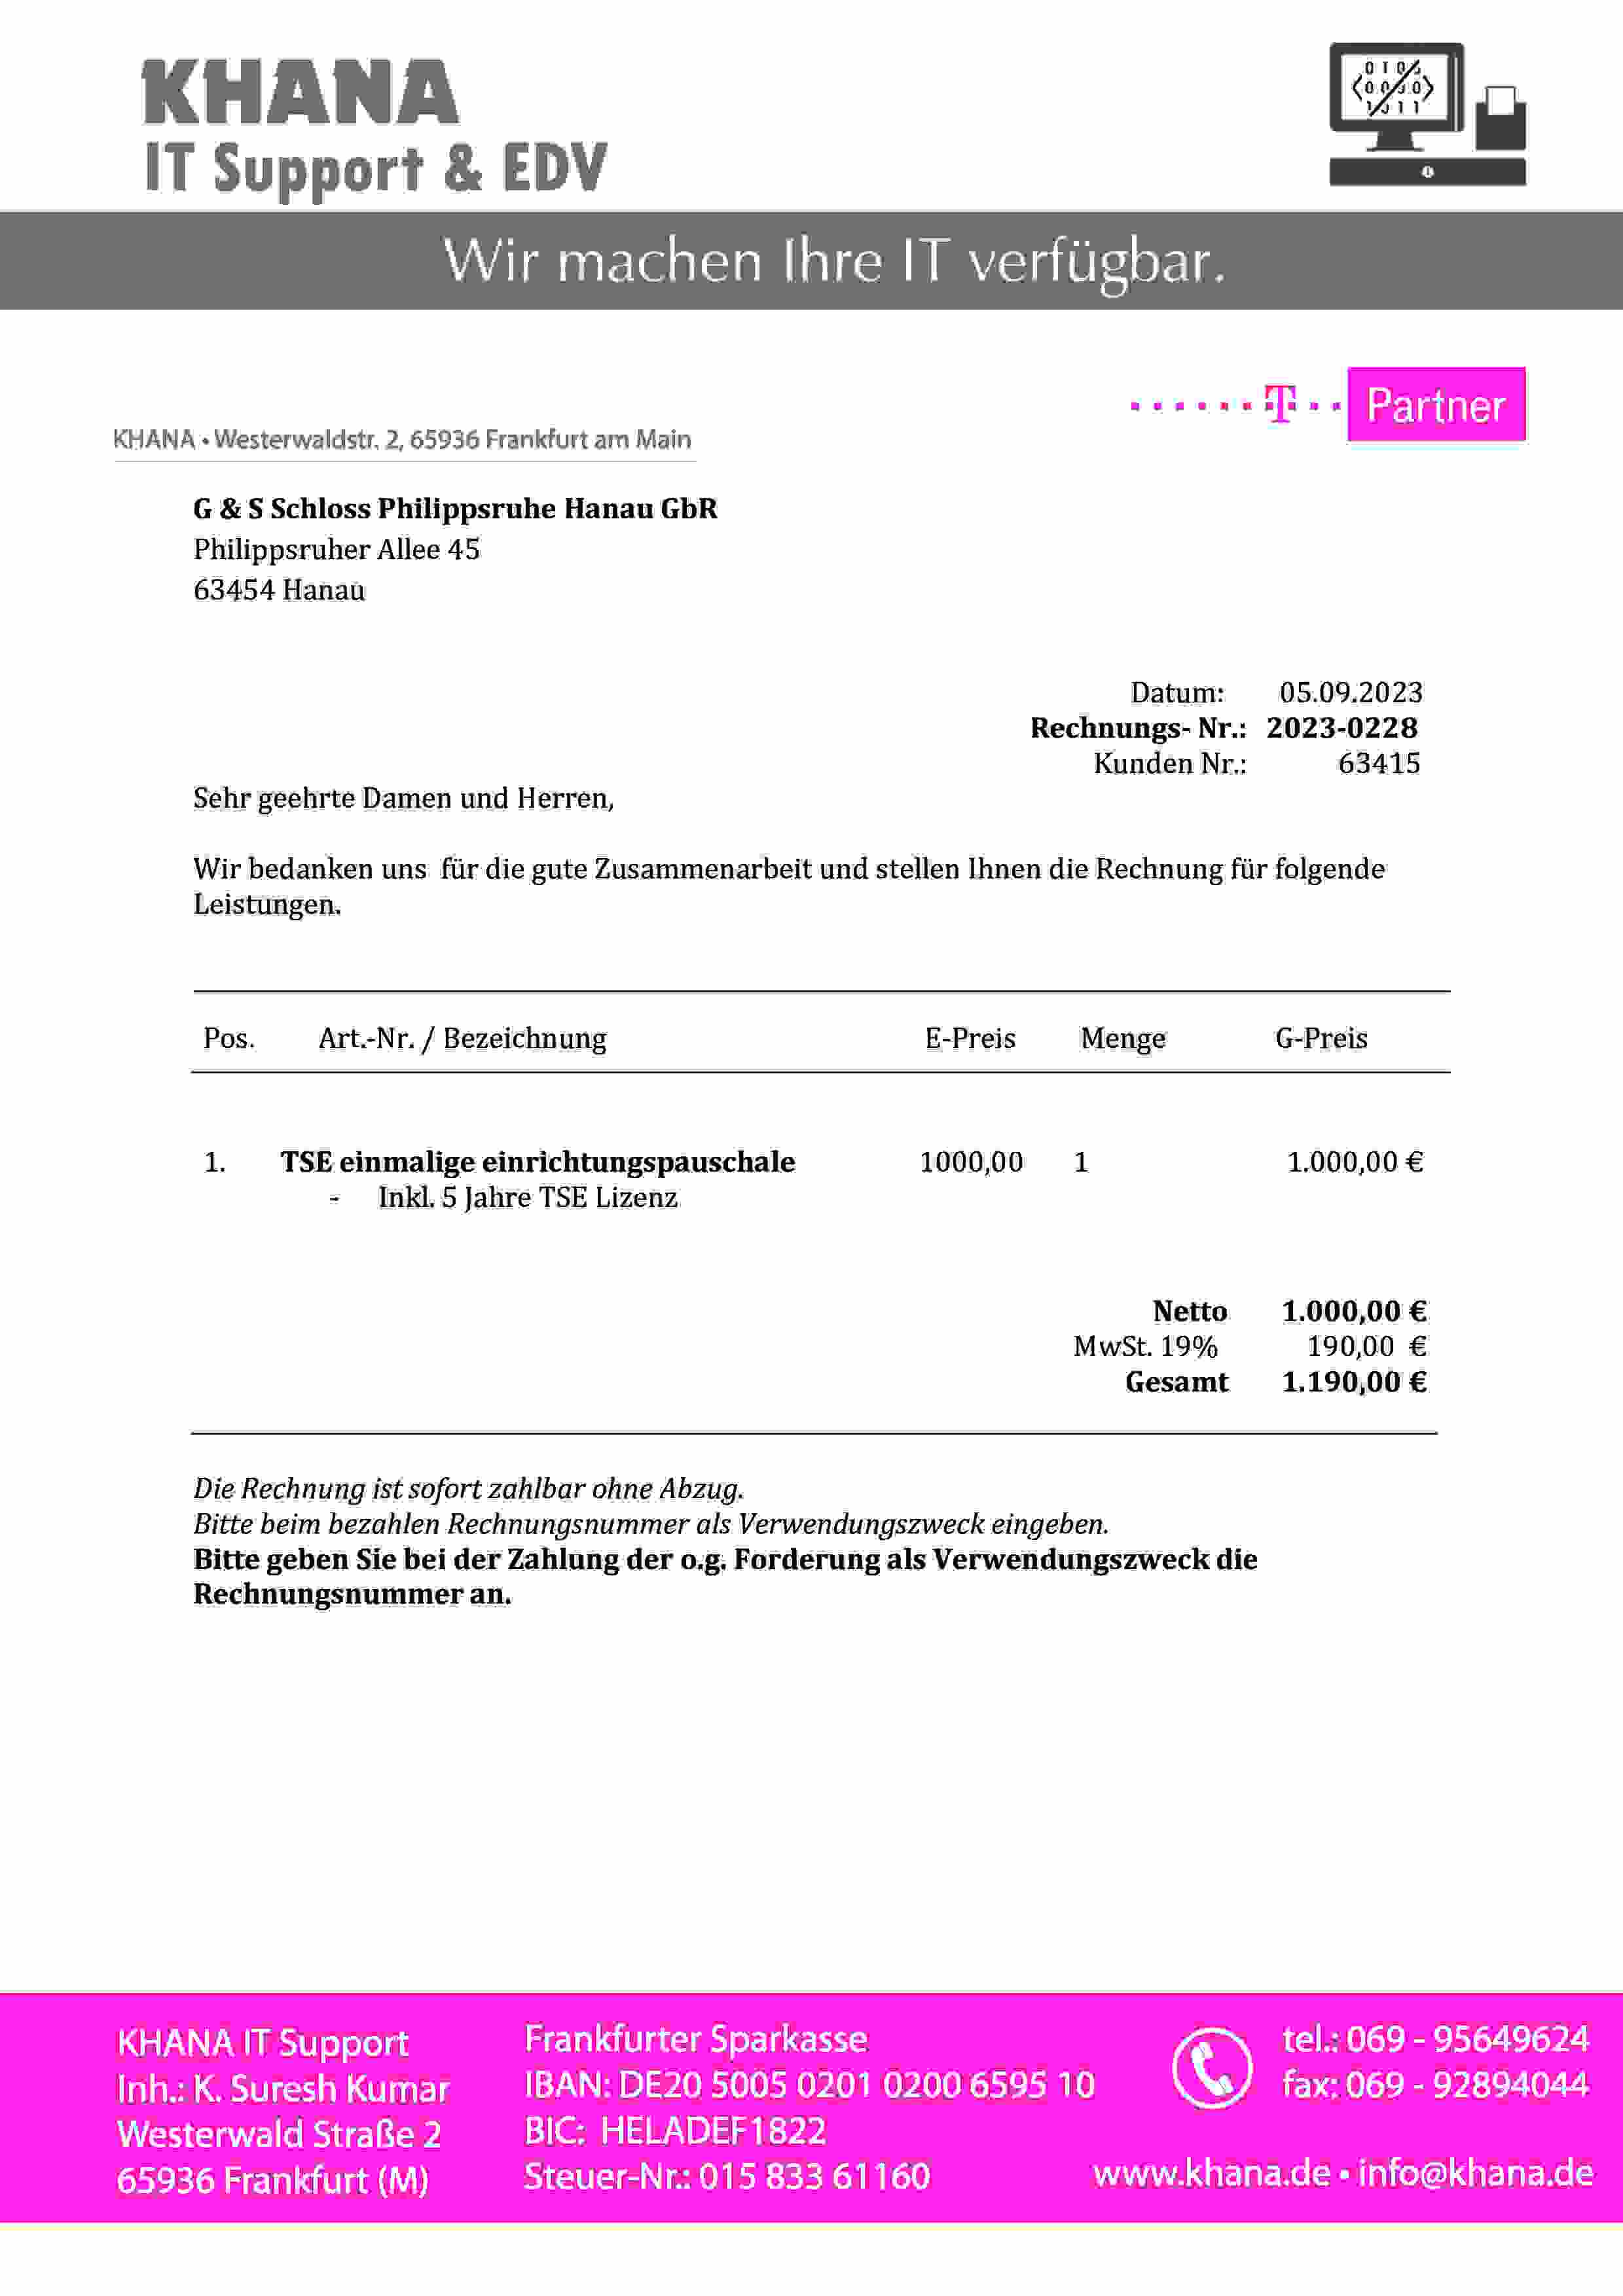 KHANA
IT Support & EDV
Wir machen Ihre IT verfügbar.
T Partner
KHANA • Westerwaldstr. 2, 65936 Frankfurt am Main
G & S Schloss Philippsruhe Hanau GbR
Philippsruher Allee 45
63454 Hanau
Datum: 05.09.2023
Rechnungs- Nr.: 2023-0228
Kunden Nr.: 63415
Sehr geehrte Damen und Herren,
Wir bedanken uns für die gute Zusammenarbeit und stellen Ihnen die Rechnung für folgende
Leistungen.
Pos. Art.-Nr. / Bezeichnung E-Preis Menge G-Preis
1. TSE einmalige einrichtungspauschale 1000,00 1 1.000,00 €
- Inkl. 5 Jahre TSE Lizenz
Netto 1.000,00 €
MwSt. 19% 190,00 €
Gesamt 1.190,00 €
Die Rechnung ist sofort zahlbar ohne Abzug.
Bitte beim bezahlen Rechnungsnummer als Verwendungszweck eingeben.
Bitte geben Sie bei der Zahlung der o.g. Forderung als Verwendungszweck die
Rechnungsnummer an.
KHANA IT Support
Inh.: K. Suresh Kumar
Westerwald Straße 2
65936 Frankfurt (M)
Frankfurter Sparkasse
IBAN: DE20 5005 0201 0200 6595 10
BIC: HELADEF1822
Steuer-Nr.: 015 833 61160
tel.: 069 - 95649624
fax: 069 - 92894044
www.khana.de • info@khana.de